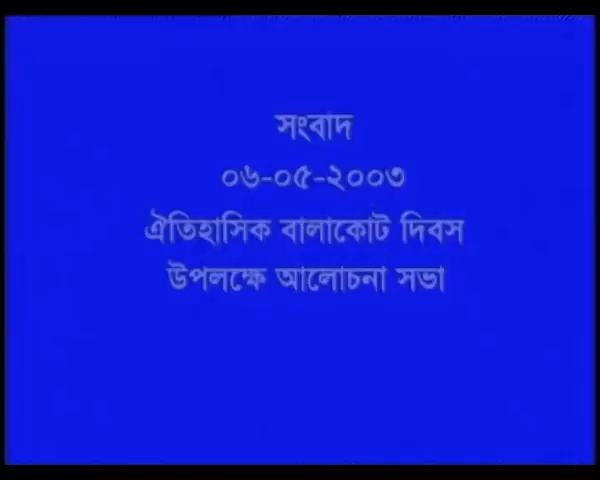 সংবাদ
০৬-০৫-২০০৩
ঐতিহাসিক বালাকোট দিবস
উপলক্ষে আলোচনা সভা